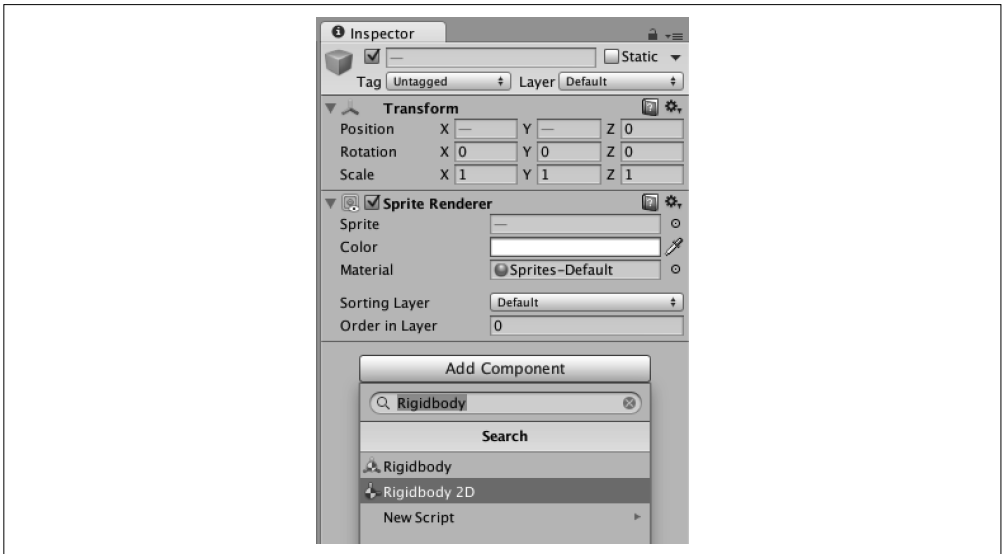 Inspector
— Static
Tag Untagged Layer Default
Transform
Position X — Y — Z 0
Rotation X 0 Y 0 Z 0
Scale X 1 Y 1 Z 1
Sprite Renderer
Sprite —
Color
Material Sprites-Default
Sorting Layer Default
Order in Layer 0
Add Component
Rigidbody
Search
Rigidbody
Rigidbody 2D
New Script